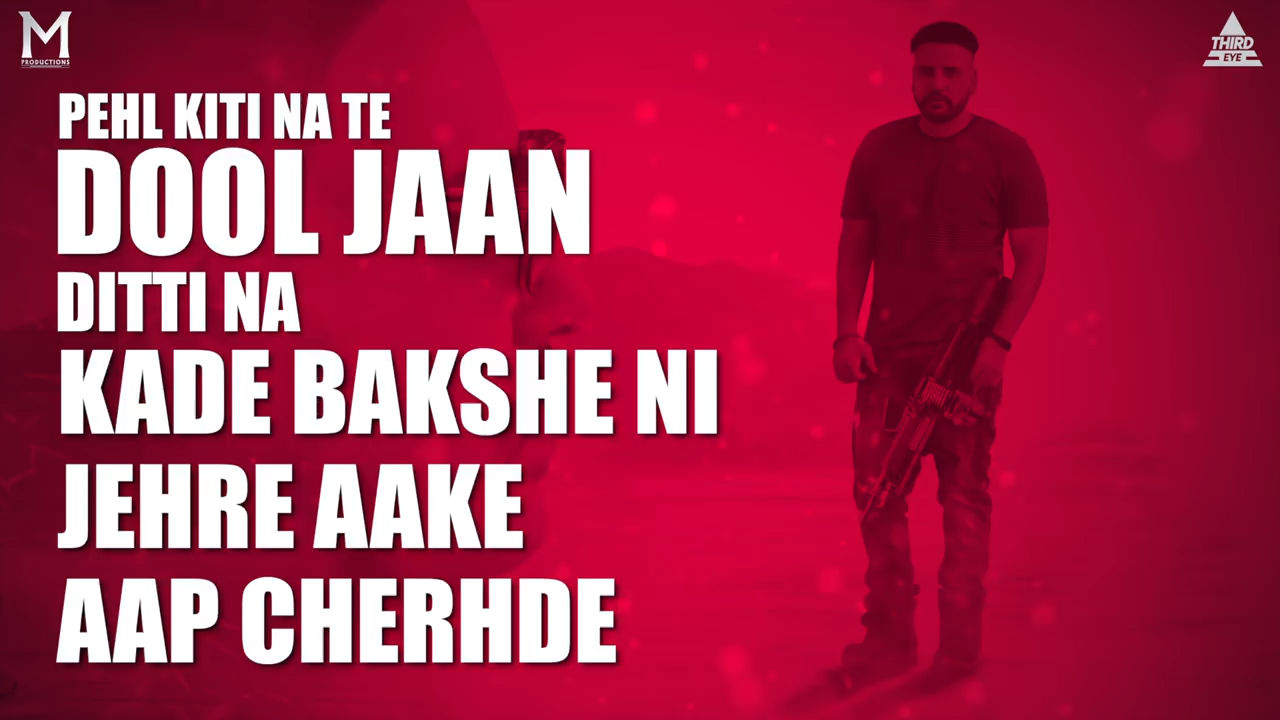 M
PRODUCTIONS
THIRD
EYE
PEHL KITI NA TE
DOOL JAAN
DITTI NA
KADE BAKSHE NI
JEHRE AAKE
AAP CHERHDE